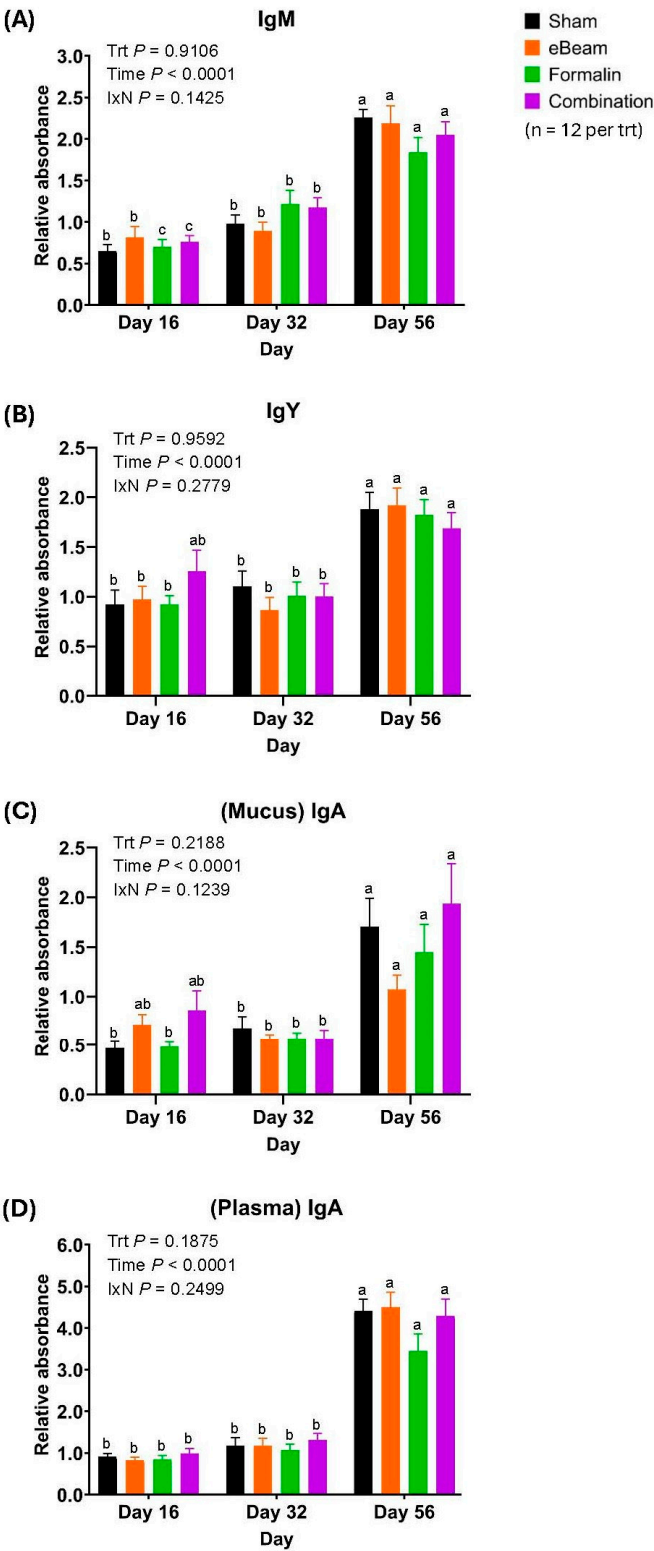 (A)
IgM
Sham
eBeam
Formalin
Combination
(n = 12 per trt)
Trt P = 0.9106
Time P < 0.0001
IxN P = 0.1425
Relative absorbance
3.0
2.5
2.0
1.5
1.0
0.5
0.0
b b c c
b b b b
a a a a
Day 16 Day 32 Day 56
Day
(B)
IgY
Trt P = 0.9592
Time P < 0.0001
IxN P = 0.2779
Relative absorbance
2.5
2.0
1.5
1.0
0.5
0.0
b b b ab
b b b b
a a a a
Day 16 Day 32 Day 56
Day
(C)
(Mucus) IgA
Trt P = 0.2188
Time P < 0.0001
IxN P = 0.1239
Relative absorbance
2.5
2.0
1.5
1.0
0.5
0.0
b ab b ab
b b b b
a a a a
Day 16 Day 32 Day 56
Day
(D)
(Plasma) IgA
Trt P = 0.1875
Time P < 0.0001
IxN P = 0.2499
Relative absorbance
6.0
5.0
4.0
3.0
2.0
1.0
0.0
b b b b
b b b b
a a a a
Day 16 Day 32 Day 56
Day